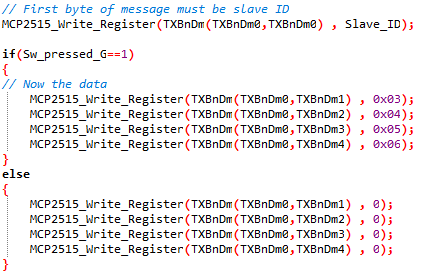 // First byte of message must be slave ID
MCP2515_Write_Register(TXBnDm(TXBnDm0,TXBnDm0) , Slave_ID);
if(Sw_pressed_G==1)
{
// Now the data
MCP2515_Write_Register(TXBnDm(TXBnDm0,TXBnDm1) , 0x03);
MCP2515_Write_Register(TXBnDm(TXBnDm0,TXBnDm2) , 0x04);
MCP2515_Write_Register(TXBnDm(TXBnDm0,TXBnDm3) , 0x05);
MCP2515_Write_Register(TXBnDm(TXBnDm0,TXBnDm4) , 0x06);
}
else
{
MCP2515_Write_Register(TXBnDm(TXBnDm0,TXBnDm1) , 0);
MCP2515_Write_Register(TXBnDm(TXBnDm0,TXBnDm2) , 0);
MCP2515_Write_Register(TXBnDm(TXBnDm0,TXBnDm3) , 0);
MCP2515_Write_Register(TXBnDm(TXBnDm0,TXBnDm4) , 0);
}